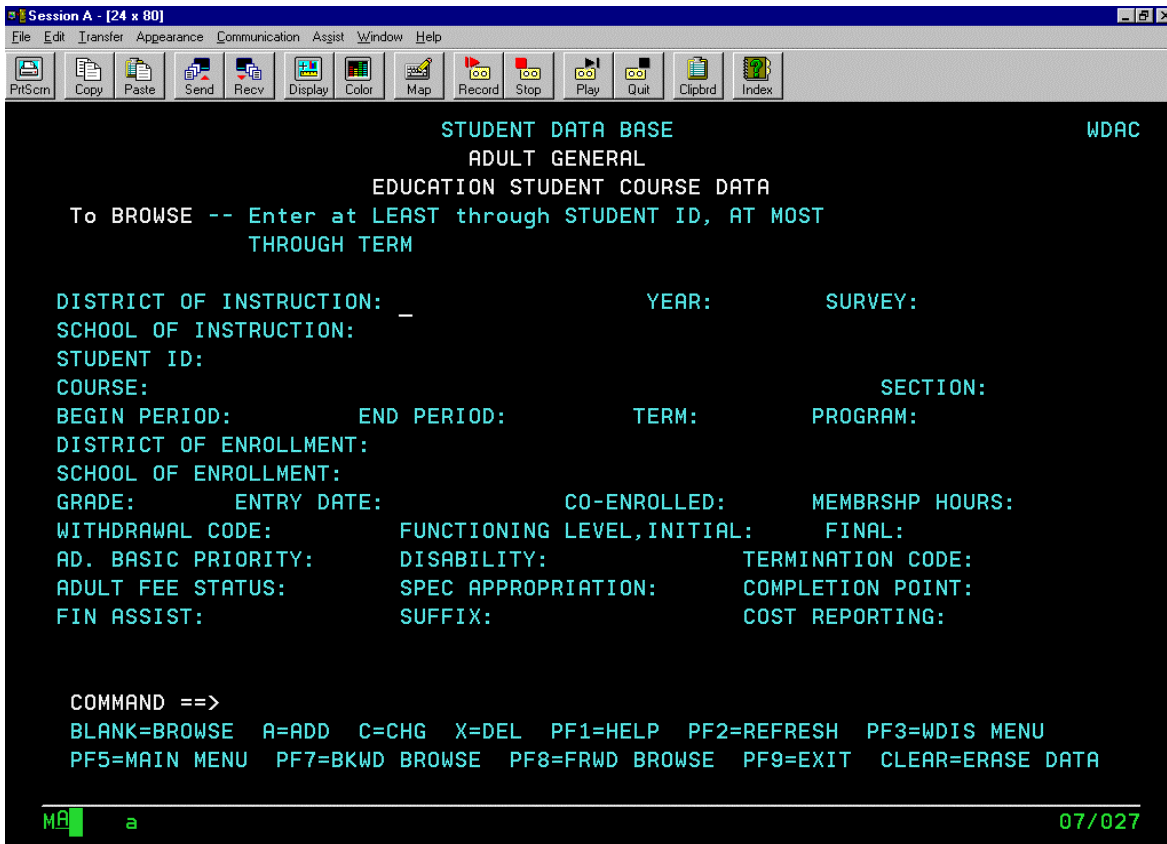 Session A - [24 x 80]
File Edit Transfer Appearance Communication Assist Window Help
PrtScrn Copy Paste Send Recv Display Color Map Record Stop Play Quit Clipbrd Index
STUDENT DATA BASE WDAC
ADULT GENERAL
EDUCATION STUDENT COURSE DATA
To BROWSE -- Enter at LEAST through STUDENT ID, AT MOST
THROUGH TERM
DISTRICT OF INSTRUCTION: _ YEAR: SURVEY:
SCHOOL OF INSTRUCTION:
STUDENT ID:
COURSE: SECTION:
BEGIN PERIOD: END PERIOD: TERM: PROGRAM:
DISTRICT OF ENROLLMENT:
SCHOOL OF ENROLLMENT:
GRADE: ENTRY DATE: CO-ENROLLED: MEMBRSHP HOURS:
WITHDRAWAL CODE: FUNCTIONING LEVEL,INITIAL: FINAL:
AD. BASIC PRIORITY: DISABILITY: TERMINATION CODE:
ADULT FEE STATUS: SPEC APPROPRIATION: COMPLETION POINT:
FIN ASSIST: SUFFIX: COST REPORTING:
COMMAND ==>
BLANK=BROWSE A=ADD C=CHG X=DEL PF1=HELP PF2=REFRESH PF3=WDIS MENU
PF5=MAIN MENU PF7=BKWD BROWSE PF8=FRWD BROWSE PF9=EXIT CLEAR=ERASE DATA
MA a 07/027